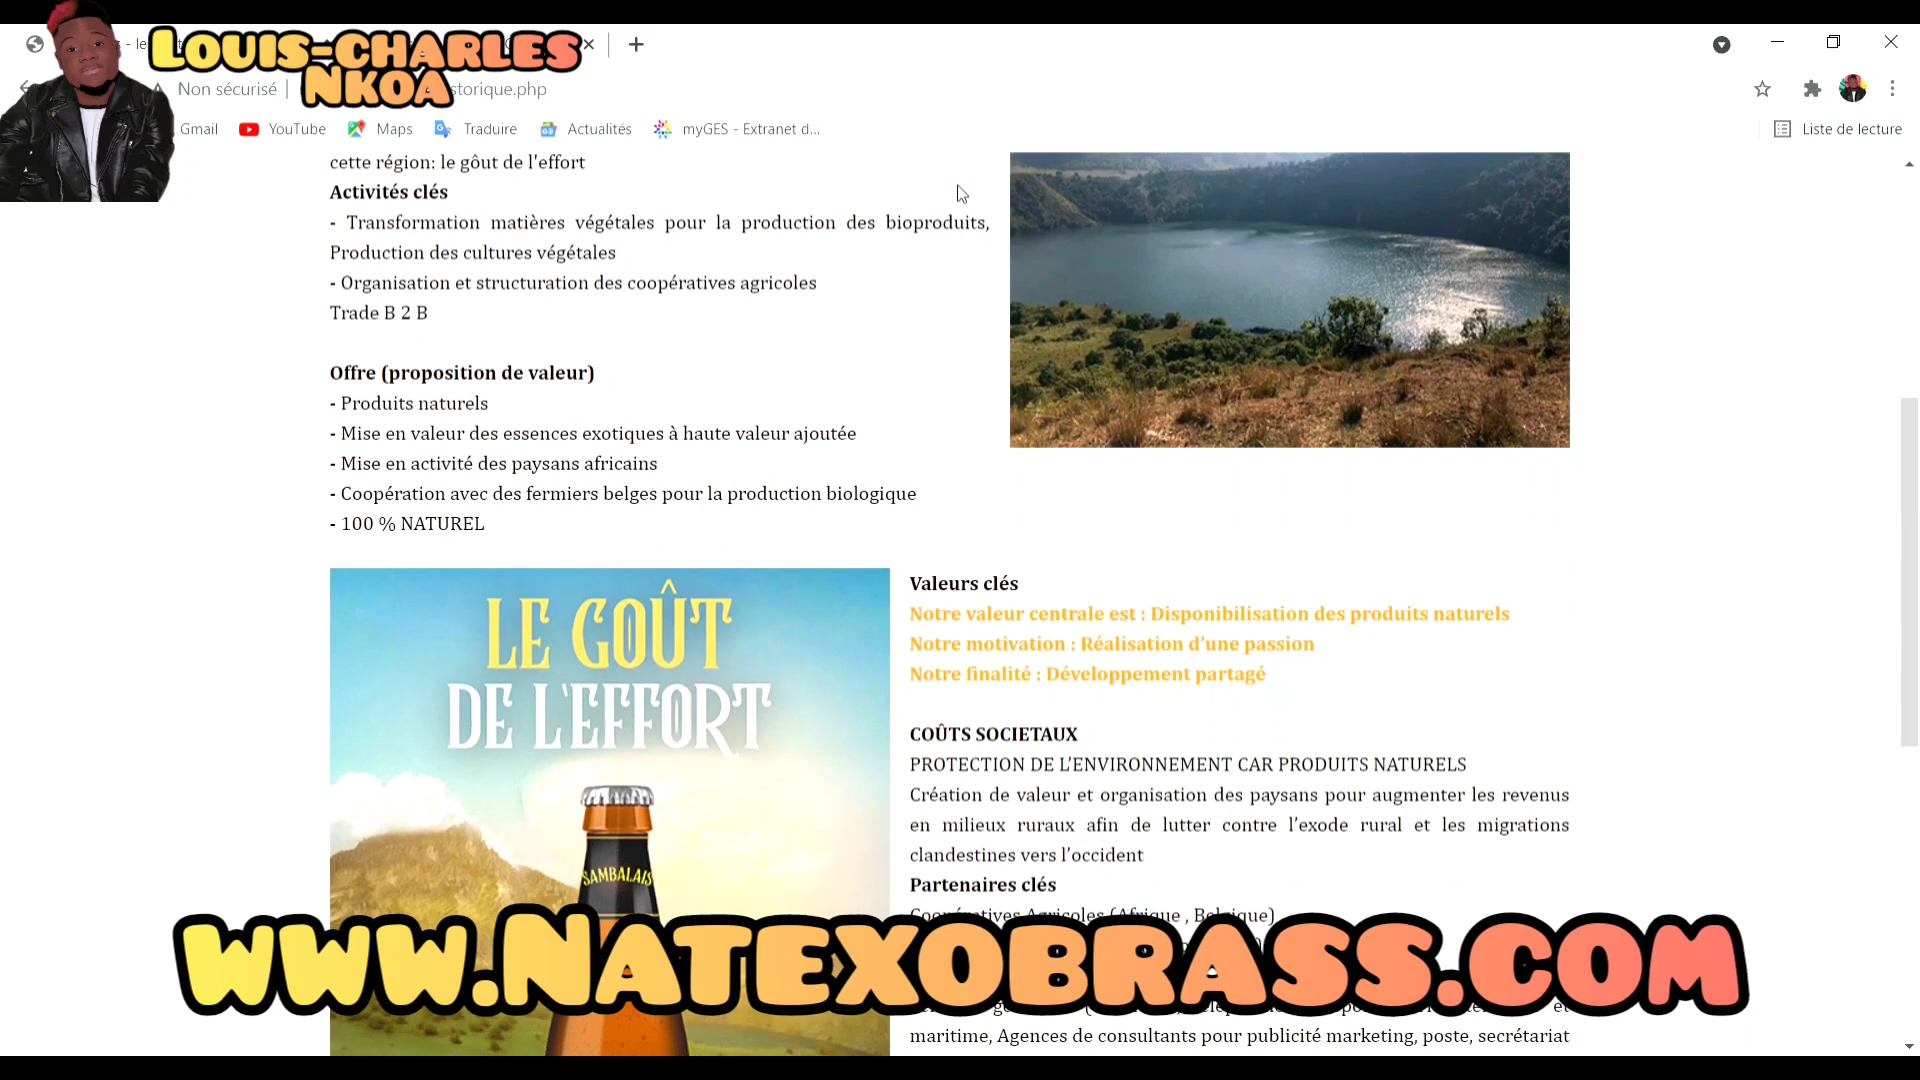 LOUIS-CHARLES
NKOA
Non sécurisé
storique.php
Gmail
YouTube
Maps
Traduire
Actualités
myGES - Extranet d...
Liste de lecture
cette région: le gôut de l'effort
Activités clés
- Transformation matières végétales pour la production des bioproduits,
Production des cultures végétales
- Organisation et structuration des coopératives agricoles
Trade B 2 B
Offre (proposition de valeur)
- Produits naturels
- Mise en valeur des essences exotiques à haute valeur ajoutée
- Mise en activité des paysans africains
- Coopération avec des fermiers belges pour la production biologique
- 100 % NATUREL
LE GOÛT
DE L'EFFORT
SAMBALAIS
Valeurs clés
Notre valeur centrale est : Disponibilisation des produits naturels
Notre motivation : Réalisation d’une passion
Notre finalité : Développement partagé
COÛTS SOCIETAUX
PROTECTION DE L’ENVIRONNEMENT CAR PRODUITS NATURELS
Création de valeur et organisation des paysans pour augmenter les revenus
en milieux ruraux afin de lutter contre l’exode rural et les migrations
clandestines vers l’occident
Partenaires clés
Coopératives Agricoles (Afrique , Belgique)
www.NATEXOBRASS.COM
maritime, Agences de consultants pour publicité marketing, poste, secrétariat